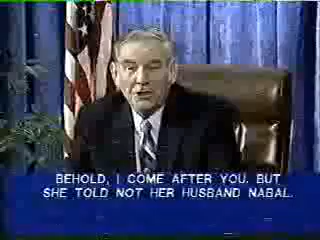 BEHOLD, I COME AFTER YOU. BUT
SHE TOLD NOT HER HUSBAND NABAL.